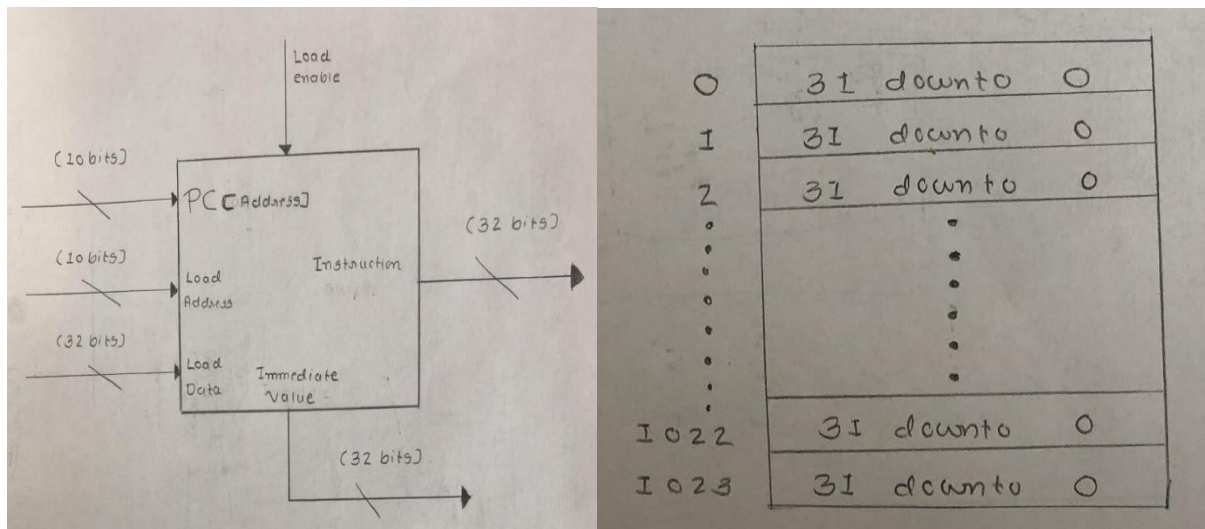 Load
enable
(10 bits)
PC[Address]
(10 bits)
Load
Address
(32 bits)
Load
Data
Instruction
(32 bits)
Immediate
Value
(32 bits)
0 31 downto 0
1 31 downto 0
2 31 downto 0
1022 31 downto 0
1023 31 downto 0